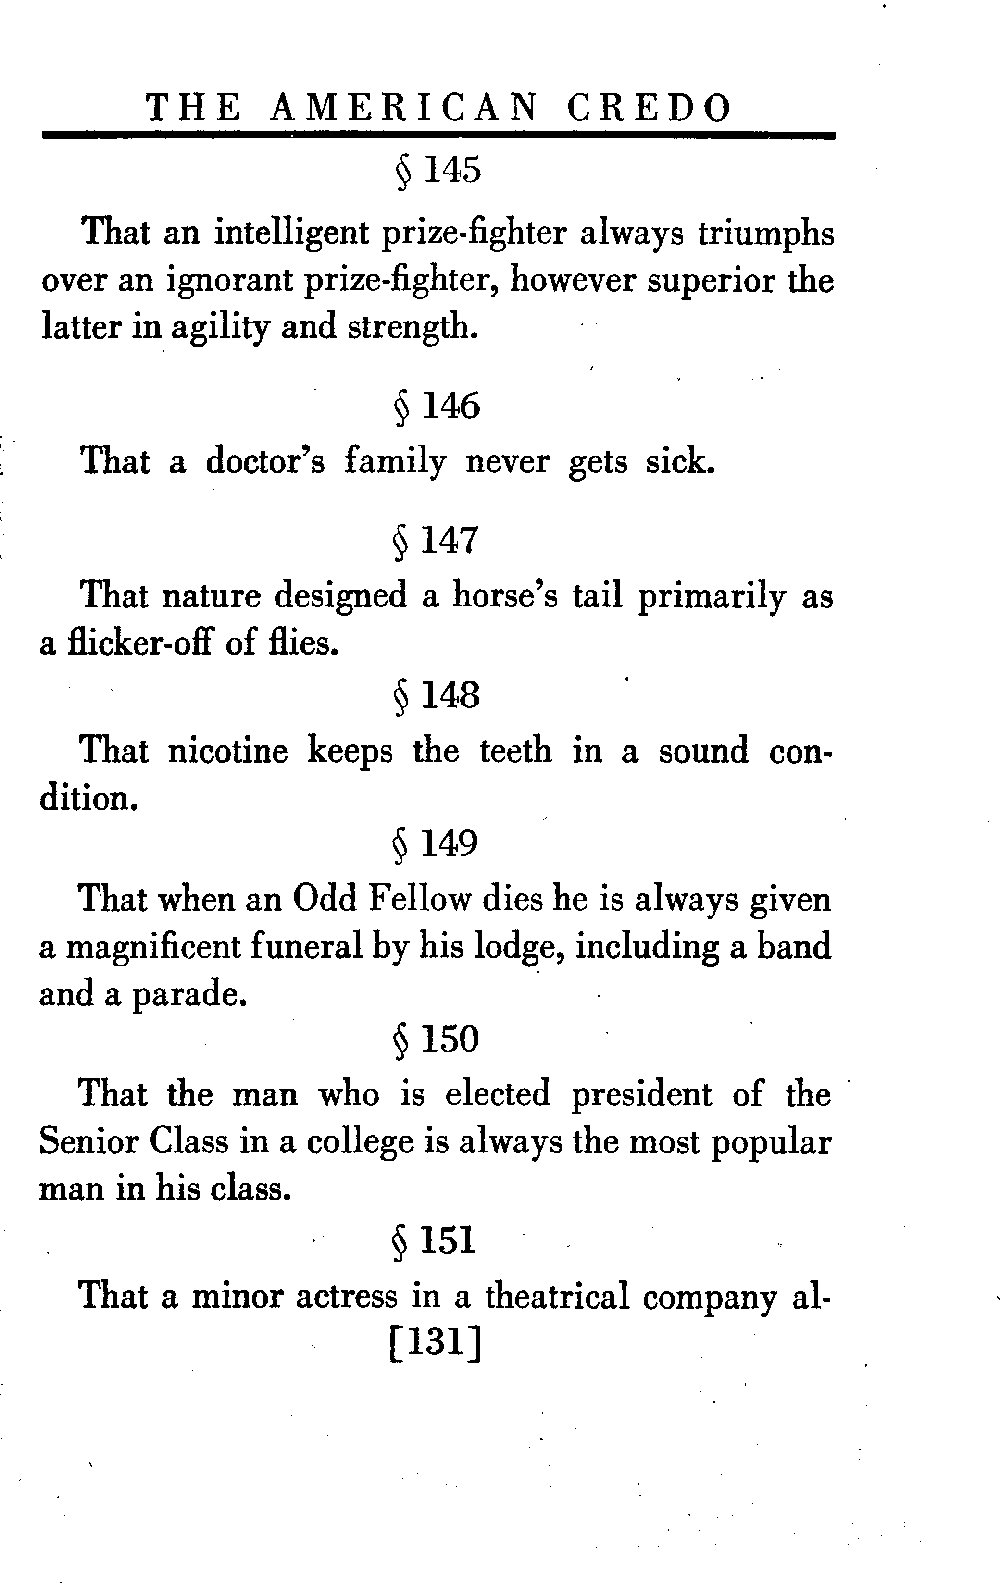 THE AMERICAN CREDO
§ 145
That an intelligent prize-fighter always triumphs
over an ignorant prize-fighter, however superior the
latter in agility and strength.
§ 146
That a doctor's family never gets sick.
§ 147
That nature designed a horse's tail primarily as
a flicker-off of flies.
§ 148
That nicotine keeps the teeth in a sound con-
dition.
§ 149
That when an Odd Fellow dies he is always given
a magnificent funeral by his lodge, including a band
and a parade.
§ 150
That the man who is elected president of the
Senior Class in a college is always the most popular
man in his class.
§ 151
That a minor actress in a theatrical company al-
[131]